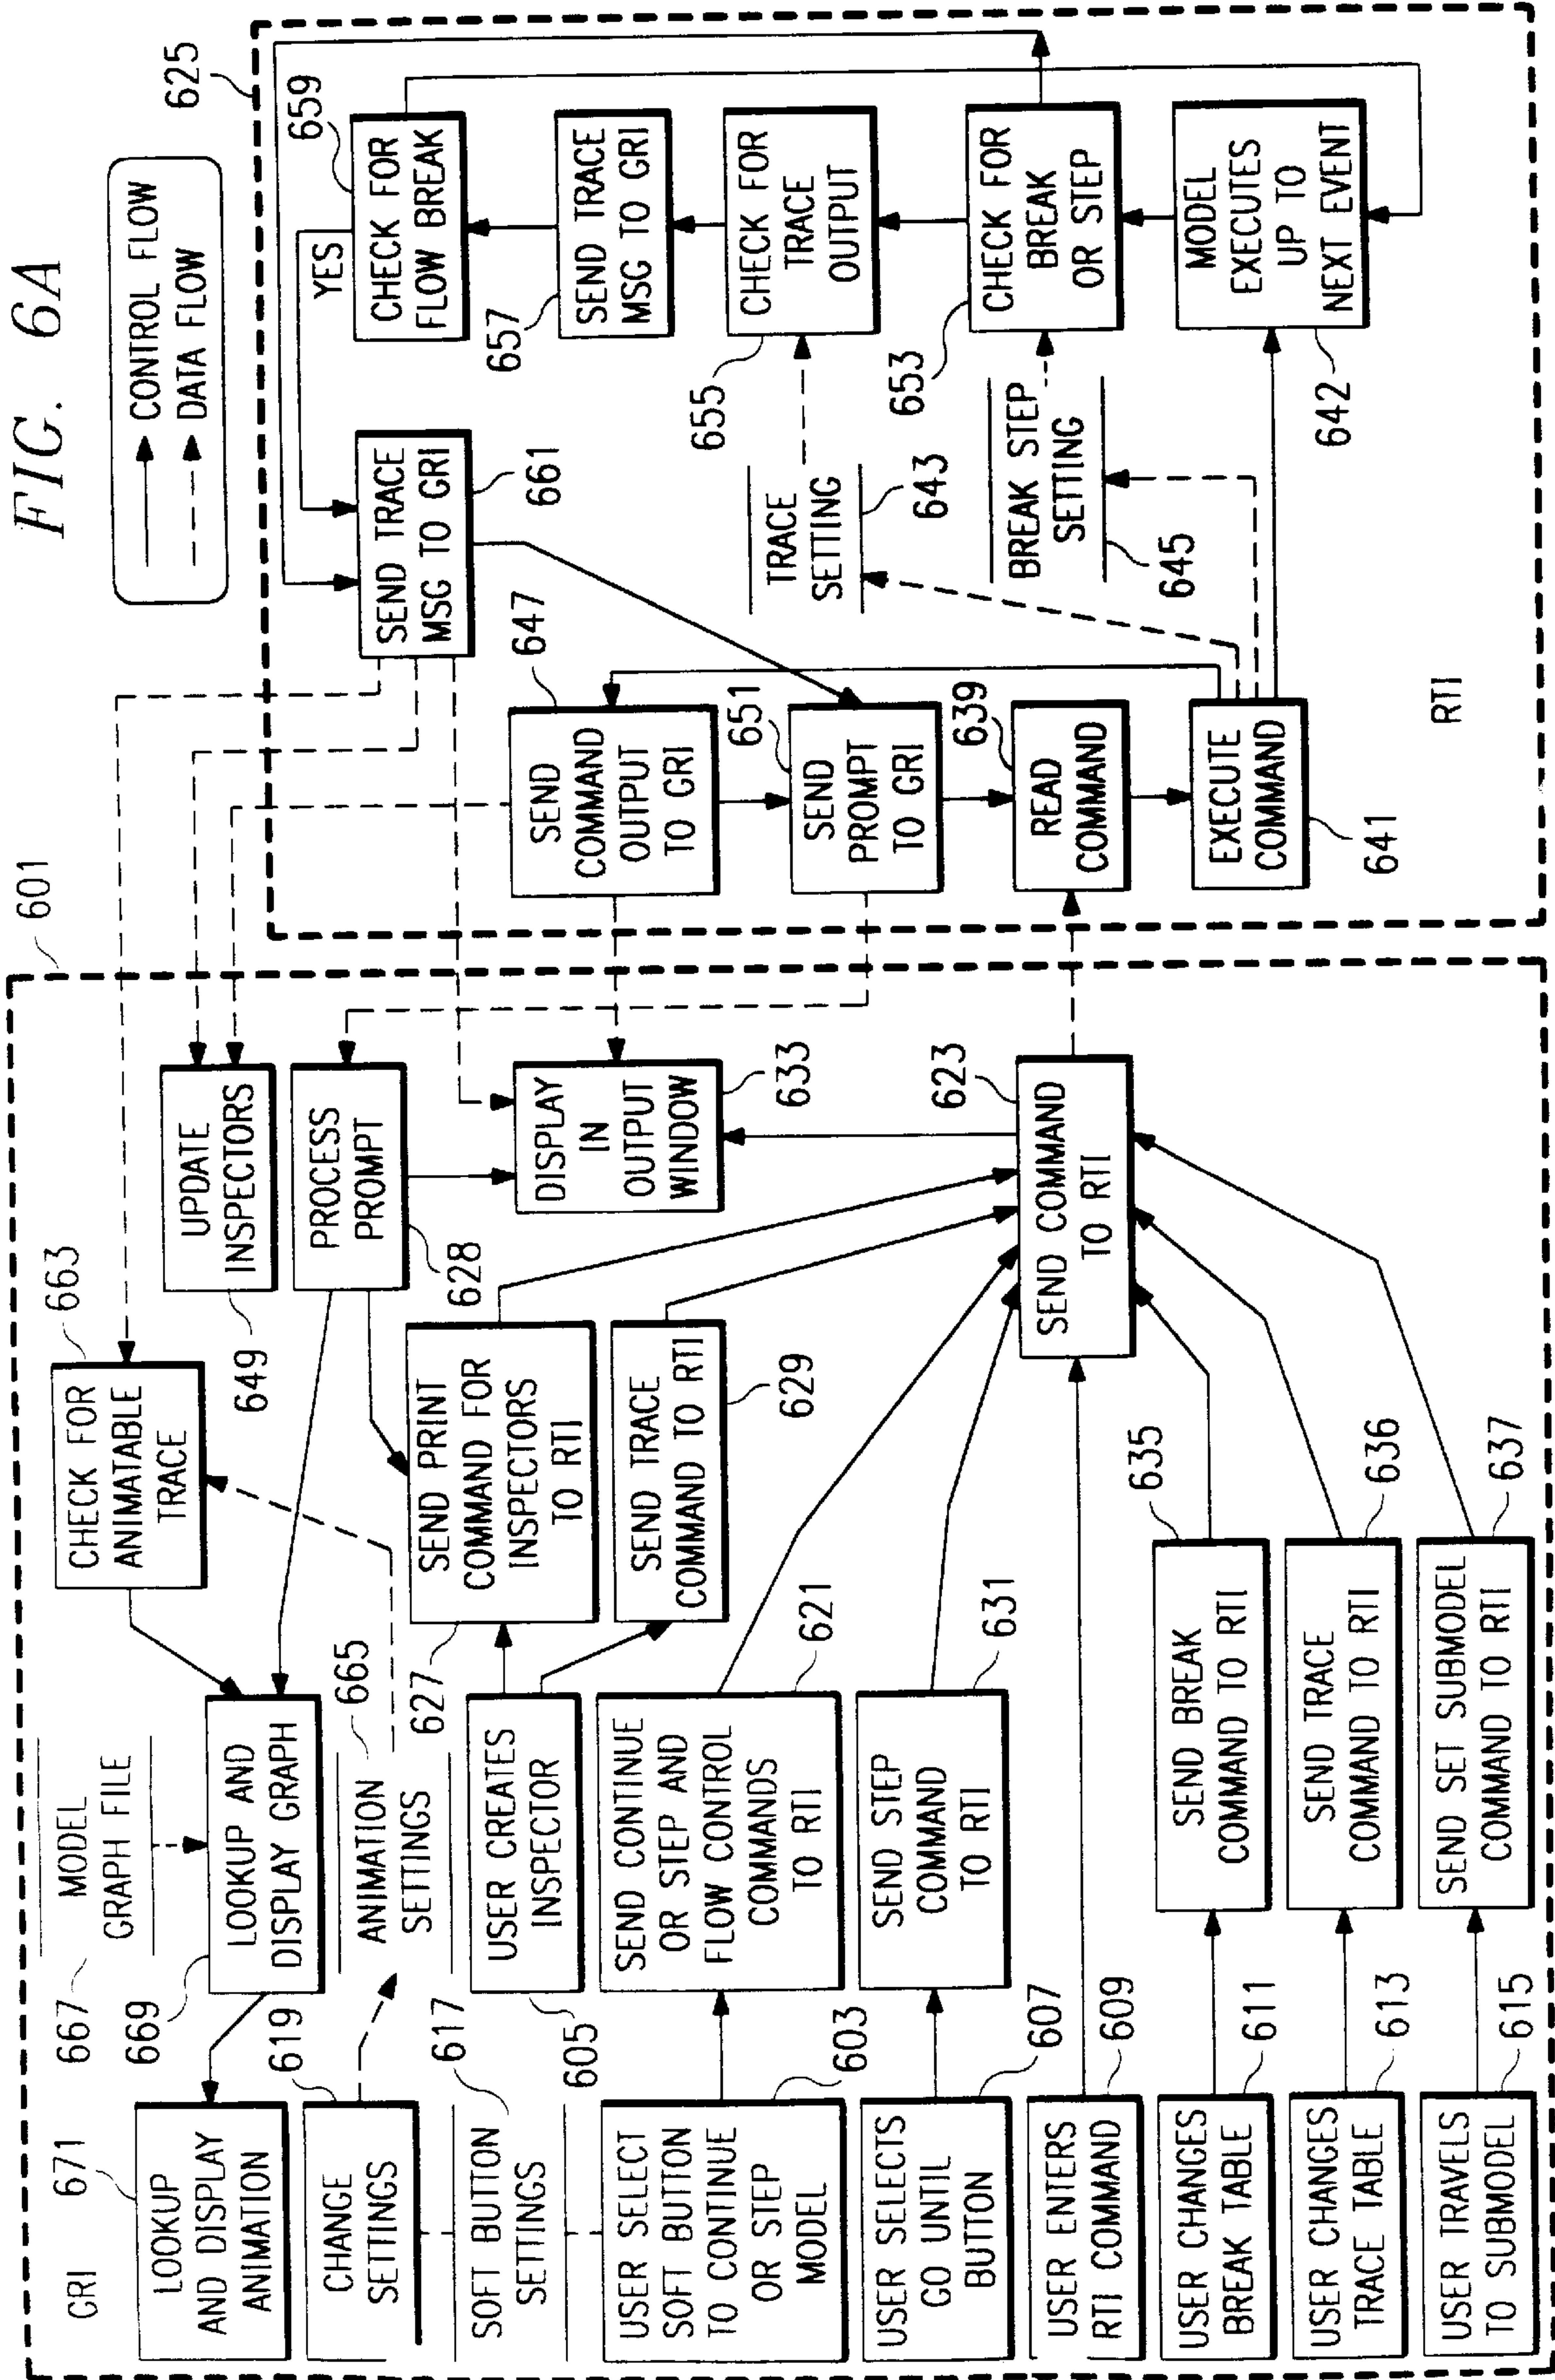 FIG. 6A
CONTROL FLOW
DATA FLOW
601
625
GRI
671
LOOKUP
AND DISPLAY
ANIMATION
667
MODEL
GRAPH FILE
669
LOOKUP AND
DISPLAY GRAPH
663
CHECK FOR
ANIMATABLE
TRACE
649
UPDATE
INSPECTORS
619
CHANGE
SETTINGS
665
ANIMATION
SETTINGS
628
PROCESS
PROMPT
617
SOFT BUTTON
SETTINGS
605
USER CREATES
INSPECTOR
627
SEND PRINT
COMMAND FOR
INSPECTORS
TO RTI
633
DISPLAY
IN
OUTPUT
WINDOW
629
SEND TRACE
COMMAND TO RTI
603
USER SELECT
SOFT BUTTON
TO CONTINUE
OR STEP
MODEL
621
SEND CONTINUE
OR STEP AND
FLOW CONTROL
COMMANDS
TO RTI
607
USER SELECTS
GO UNTIL
BUTTON
631
SEND STEP
COMMAND
TO RTI
623
SEND COMMAND
TO RTI
609
USER ENTERS
RTI COMMAND
611
USER CHANGES
BREAK TABLE
635
SEND BREAK
COMMAND TO RTI
613
USER CHANGES
TRACE TABLE
636
SEND TRACE
COMMAND TO RTI
615
USER TRAVELS
TO SUBMODEL
637
SEND SET SUBMODEL
COMMAND TO RTI
661
SEND TRACE
MSG TO GRI
YES
659
CHECK FOR
FLOW BREAK
647
SEND
COMMAND
OUTPUT
TO GRI
657
SEND TRACE
MSG TO GRI
651
SEND
PROMPT
TO GRI
643
TRACE
SETTING
655
CHECK FOR
TRACE
OUTPUT
639
READ
COMMAND
645
BREAK STEP
SETTING
653
CHECK FOR
BREAK
OR STEP
641
EXECUTE
COMMAND
642
MODEL
EXECUTES
UP TO
NEXT EVENT
RTI